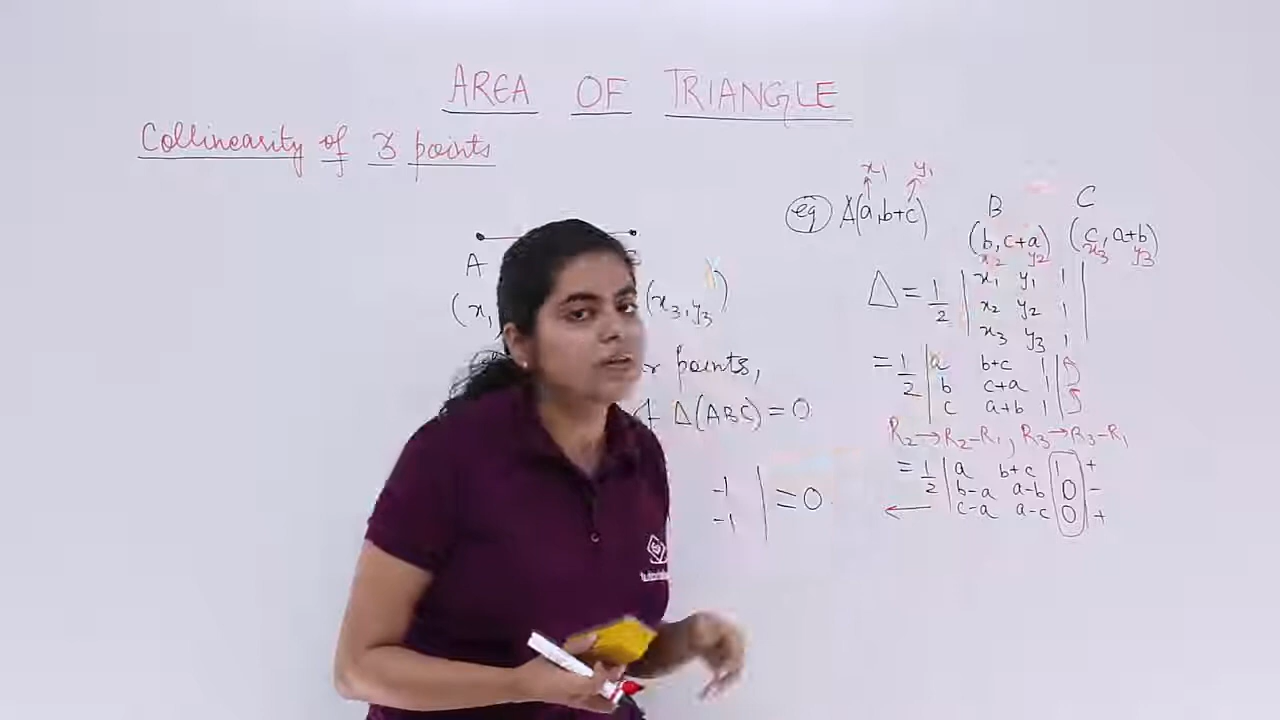 AREA OF TRIANGLE
Collinearity of 3 points
A
(x₁
(x₃, y₃)
points,
Δ(ABC) = 0
-1
-1
= 0
x₁ y₁
eg A(a, b+c) B C
(b, c+a) (c, a+b)
x₂ y₂ x₃ y₃
Δ = 1/2 | x₁ y₁ 1 |
x₂ y₂ 1
x₃ y₃ 1
= 1/2 | a b+c 1 |
b c+a 1
c a+b 1
R₂→R₂-R₁, R₃→R₃-R₁
= 1/2 | a b+c 1 | +
b-a a-b 0 -
c-a a-c 0 +